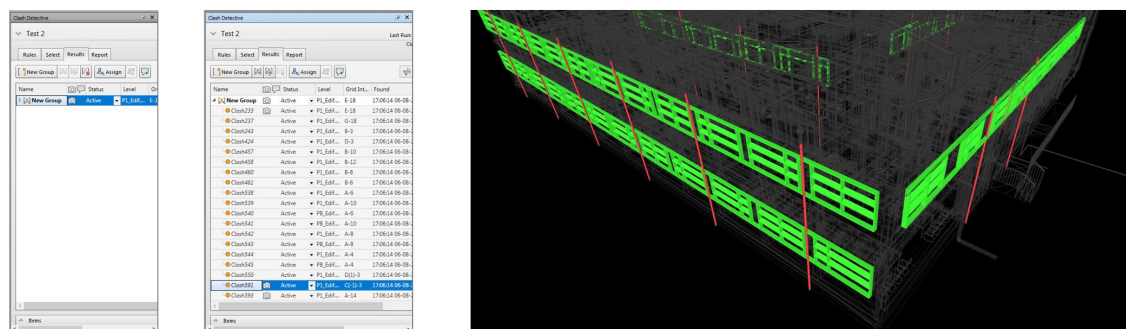 Clash Detective
Test 2
Rules Select Results Report
New Group Assign
Name Status Level
New Group Active P1_Edif...
Items
Clash Detective
Test 2 Last Run:
Rules Select Results Report
New Group Assign
Name Status Level Grid Int... Found
New Group Active P1_Edif... E-18 17:06:14 06-08-
Clash233 Active P1_Edif... E-18 17:06:14 06-08-
Clash237 Active P1_Edif... G-18 17:06:14 06-08-
Clash243 Active P1_Edif... B-3 17:06:14 06-08-
Clash424 Active P1_Edif... D-3 17:06:14 06-08-
Clash457 Active P1_Edif... B-10 17:06:14 06-08-
Clash458 Active P1_Edif... B-12 17:06:14 06-08-
Clash460 Active P1_Edif... B-8 17:06:14 06-08-
Clash461 Active P1_Edif... B-6 17:06:14 06-08-
Clash538 Active P1_Edif... A-6 17:06:14 06-08-
Clash539 Active P1_Edif... A-10 17:06:14 06-08-
Clash540 Active PB_Edif... A-6 17:06:14 06-08-
Clash541 Active PB_Edif... A-10 17:06:14 06-08-
Clash542 Active P1_Edif... A-8 17:06:14 06-08-
Clash543 Active PB_Edif... A-8 17:06:14 06-08-
Clash544 Active P1_Edif... A-4 17:06:14 06-08-
Clash545 Active PB_Edif... A-4 17:06:14 06-08-
Clash550 Active P1_Edif... D(1)-3 17:06:14 06-08-
Clash591 Active P1_Edif... C(-1)-3 17:06:14 06-08-
Clash593 Active P1_Edif... A-14 17:06:14 06-08-
Items